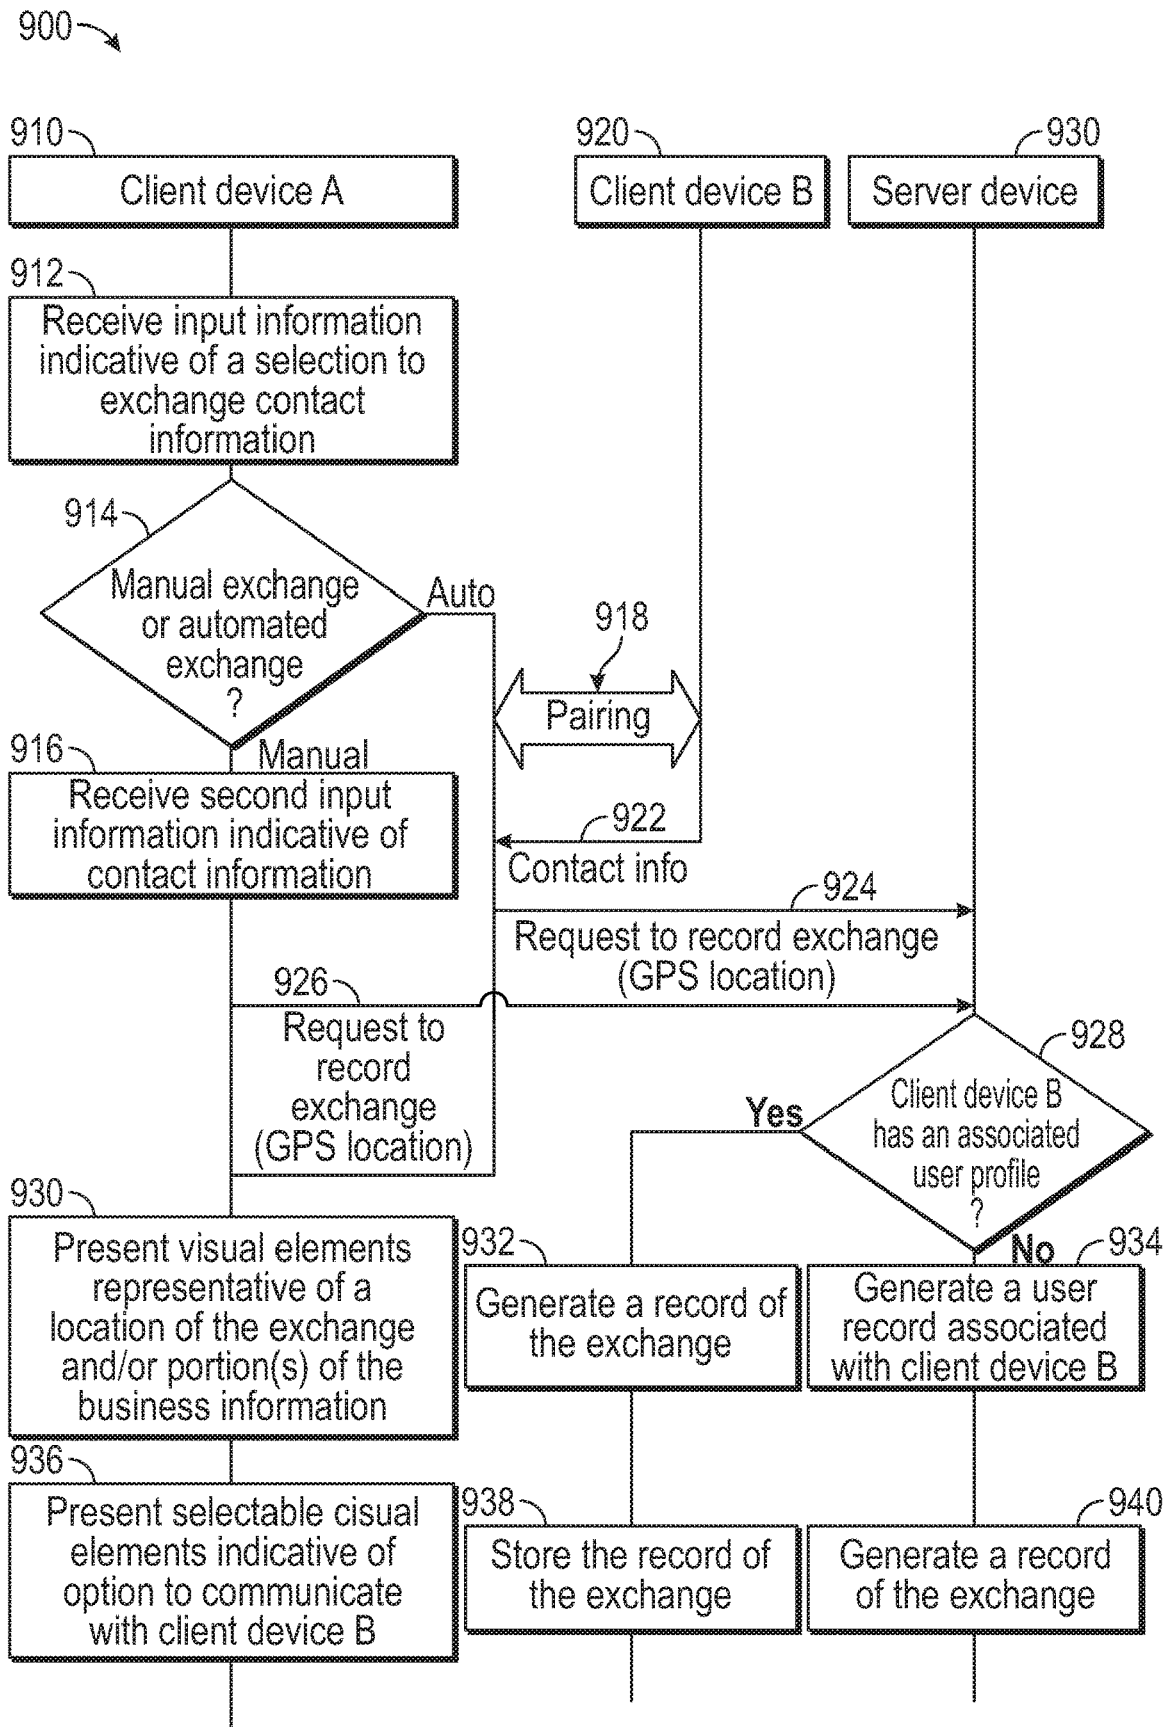 900
910
Client device A
920
Client device B
930
Server device
912
Receive input information
indicative of a selection to
exchange contact
information
914
Manual exchange
or automated
exchange
?
Auto
Manual
918
Pairing
916
Receive second input
information indicative of
contact information
922
Contact info
924
Request to record exchange
(GPS location)
926
Request to
record
exchange
(GPS location)
928
Client device B
has an associated
user profile
?
Yes
No
930
Present visual elements
representative of a
location of the exchange
and/or portion(s) of the
business information
932
Generate a record of
the exchange
934
Generate a user
record associated
with client device B
936
Present selectable cisual
elements indicative of
option to communicate
with client device B
938
Store the record of
the exchange
940
Generate a record
of the exchange